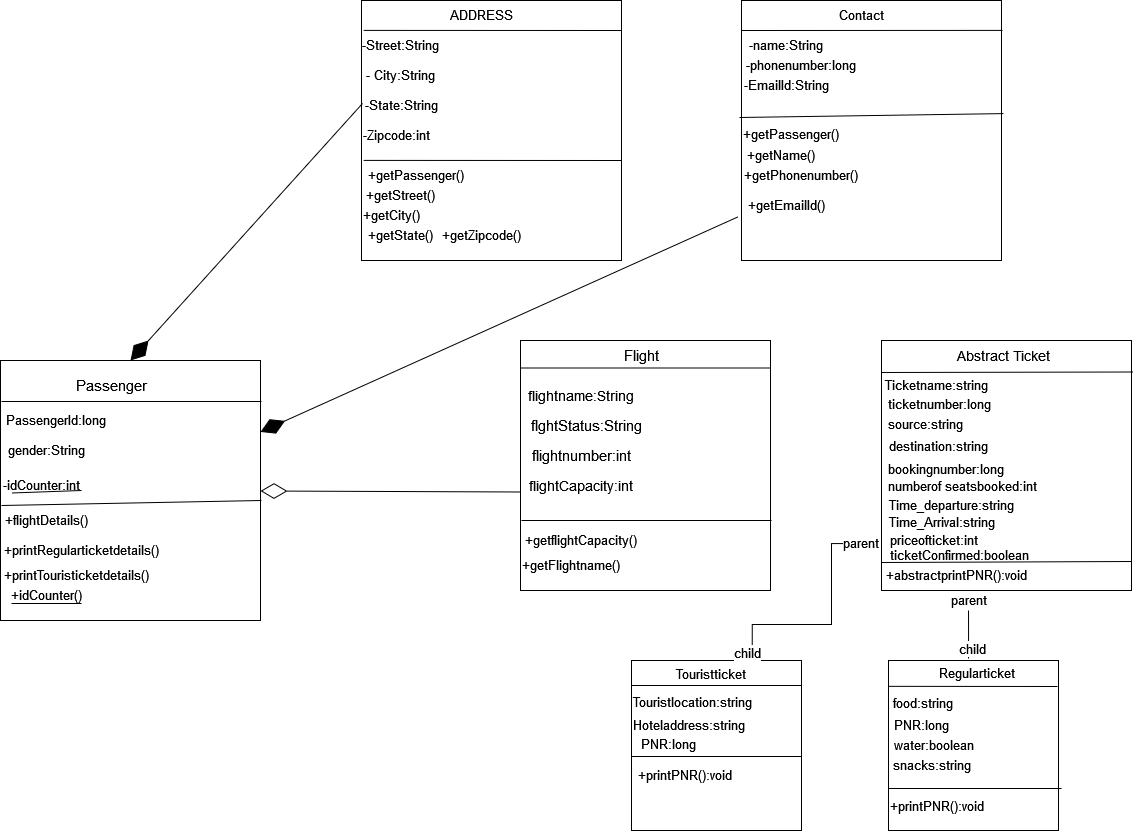 ADDRESS
-Street:String
- City:String
-State:String
-Zipcode:int
+getPassenger()
+getStreet()
+getCity()
+getState() +getZipcode()
Contact
-name:String
-phonenumber:long
-EmailId:String
+getPassenger()
+getName()
+getPhonenumber()
+getEmailId()
Passenger
PassengerId:long
gender:String
-idCounter:int
+flightDetails()
+printRegularticketdetails()
+printTouristicketdetails()
+idCounter()
Flight
flightname:String
flghtStatus:String
flightnumber:int
flightCapacity:int
+getflightCapacity()
+getFlightname()
Abstract Ticket
Ticketname:string
ticketnumber:long
source:string
destination:string
bookingnumber:long
numberof seatsbooked:int
Time_departure:string
Time_Arrival:string
priceofticket:int
ticketConfirmed:boolean
+abstractprintPNR():void
parent
parent
child
child
Touristticket
Touristlocation:string
Hoteladdress:string
PNR:long
+printPNR():void
Regularticket
food:string
PNR:long
water:boolean
snacks:string
+printPNR():void